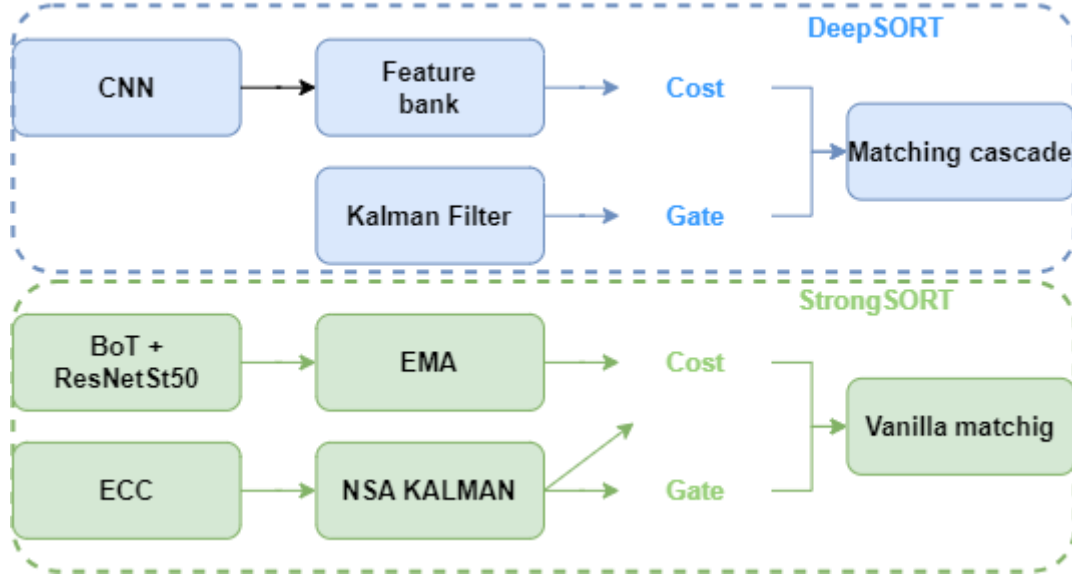 DeepSORT
CNN
Feature
bank
Cost
Matching cascade
Kalman Filter
Gate
StrongSORT
BoT +
ResNetSt50
EMA
Cost
Vanilla matchig
ECC
NSA KALMAN
Gate